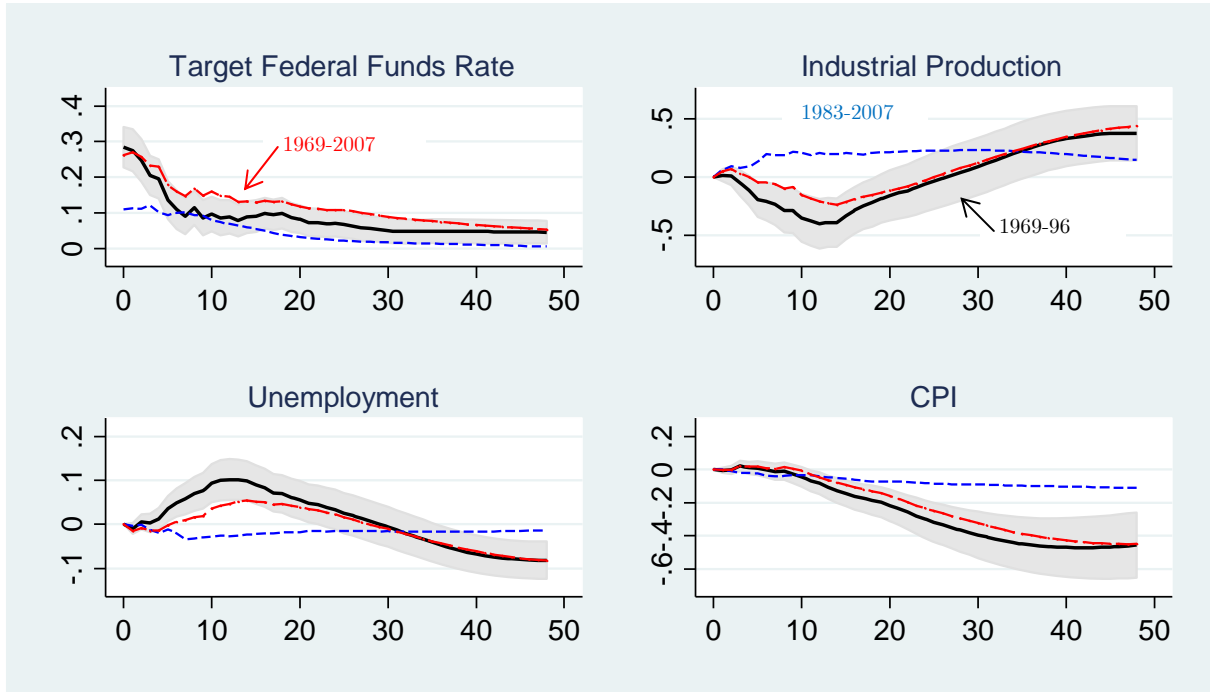 Target Federal Funds Rate
.4
.3
.2
.1
0
1969-2007
0 10 20 30 40 50
Industrial Production
.5
0
-.5
1983-2007
1969-96
0 10 20 30 40 50
Unemployment
.2
.1
0
-.1
0 10 20 30 40 50
CPI
.2
0
-.2
-.4
-.6
0 10 20 30 40 50